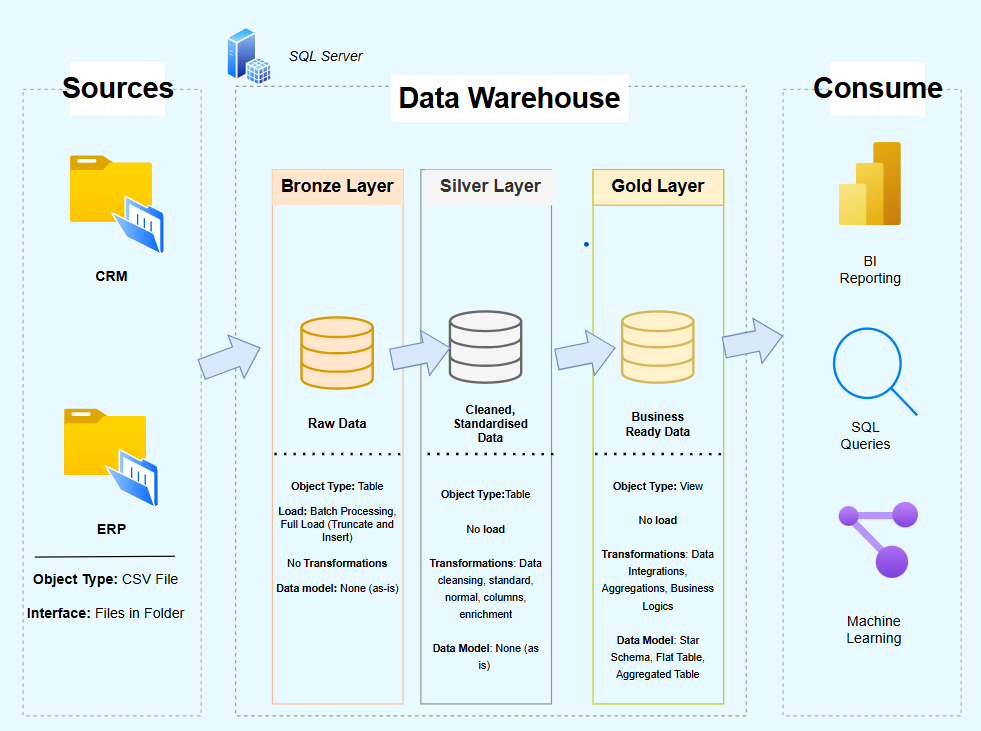 SQL Server
Sources
Data Warehouse
Consume
CRM
ERP
Object Type: CSV File
Interface: Files in Folder
Bronze Layer
Raw Data
Object Type: Table
Load: Batch Processing,
Full Load (Truncate and
Insert)
No Transformations
Data model: None (as-is)
Silver Layer
Cleaned,
Standardised
Data
Object Type:Table
No load
Transformations: Data
cleansing, standard,
normal, columns,
enrichment
Data Model: None (as
is)
Gold Layer
Business
Ready Data
Object Type: View
No load
Transformations: Data
Integrations,
Aggregations, Business
Logics
Data Model: Star
Schema, Flat Table,
Aggregated Table
BI
Reporting
SQL
Queries
Machine
Learning